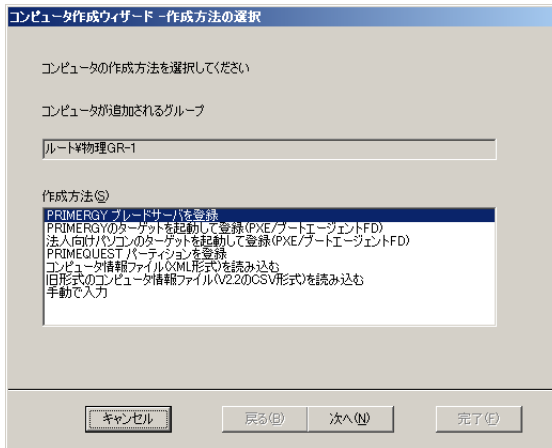 コンピュータ作成ウィザード -作成方法の選択
コンピュータの作成方法を選択してください
コンピュータが追加されるグループ
ルート¥物理GR-1
作成方法(S)
PRIMERGY ブレードサーバを登録
PRIMERGYのターゲットを起動して登録(PXE/ブートエージェントFD)
法人向けパソコンのターゲットを起動して登録(PXE/ブートエージェントFD)
PRIMEQUEST パーティションを登録
コンピュータ情報ファイル(XML形式)を読み込む
旧形式のコンピュータ情報ファイル(V2.2のCSV形式)を読み込む
手動で入力
キャンセル 戻る(B) 次へ(N) 完了(F)